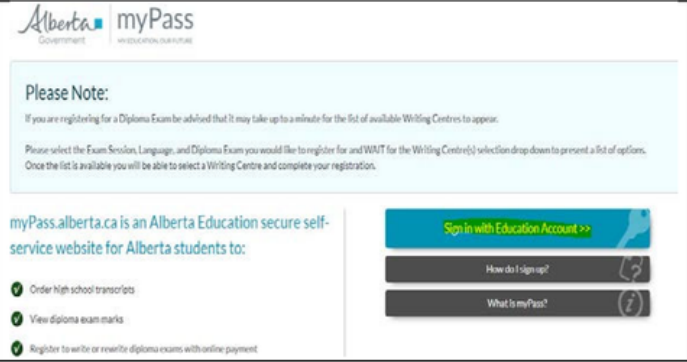 Alberta
Government
myPass
MY EDUCATION, OUR FUTURE
Please Note:
If you are registering for a Diploma Exam be advised that it may take up to a minute for the list of available Writing Centres to appear.
Please select the Exam Session, Language, and Diploma Exam you would like to register for and WAIT for the Writing Centre(s) selection drop down to present a list of options.
Once the list is available you will be able to select a Writing Centre and complete your registration.
myPass.alberta.ca is an Alberta Education secure self-
service website for Alberta students to:
Order high school transcripts
View diploma exam marks
Register to write or rewrite diploma exams with online payment
Sign in with Education Account >>
How do I sign up?
What is myPass?